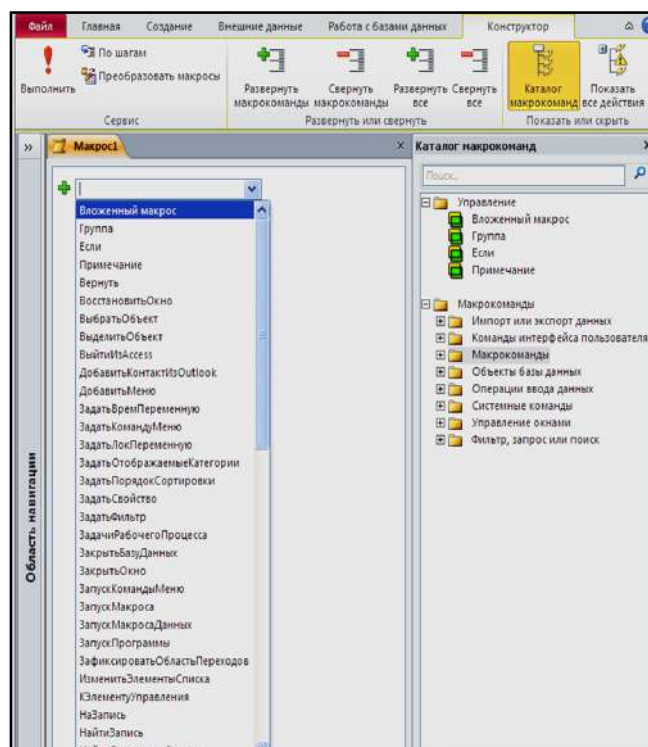 Файл Главная Создание Внешние данные Работа с базами данных Конструктор
Выполнить
По шагам
Преобразовать макросы
Развернуть макрокоманды
Свернуть макрокоманды
Развернуть все
Свернуть все
Каталог макрокоманд
Показать все действия
Сервис Развернуть или свернуть Показать или скрыть
» Макрос1 × Каталог макрокоманд
Область навигации
Вложенный макрос
Группа
Если
Примечание
Вернуть
ВосстановитьОкно
ВыбратьОбъект
ВыделитьОбъект
ВыйтиИзAccess
ДобавитьКонтактИзOutlook
ДобавитьМеню
ЗадатьВремПеременную
ЗадатьКомандуМеню
ЗадатьЛокПеременную
ЗадатьОтображаемыеКатегории
ЗадатьПорядокСортировки
ЗадатьСвойство
ЗадатьФильтр
ЗадачиРабочегоПроцесса
ЗакрытьБазуДанных
ЗакрытьОкно
ЗапускКомандыМеню
ЗапускМакроса
ЗапускМакросаДанных
ЗапускПрограммы
ЗафиксироватьОбластьПереходов
ИзменитьЭлементыСписка
КЭлементуУправления
НаЗапись
НайтиЗапись
Поиск...
Управление
Вложенный макрос
Группа
Если
Примечание
Макрокоманды
Импорт или экспорт данных
Команды интерфейса пользователя
Макрокоманды
Объекты базы данных
Операции ввода данных
Системные команды
Управление окнами
Фильтр, запрос или поиск